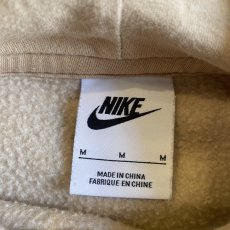 NIKE
M M M
MADE IN CHINA
FABRIQUE EN CHINE